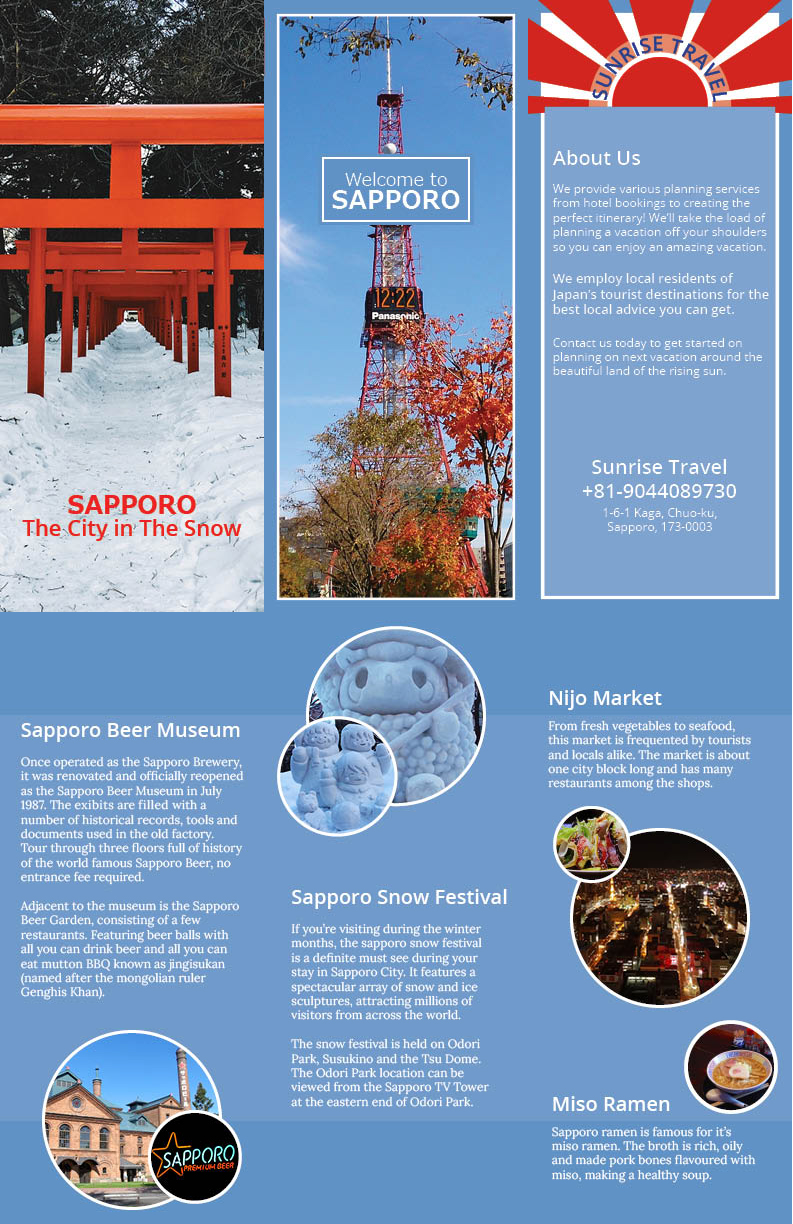 SAPPORO
The City in The Snow
Welcome to
SAPPORO
12:22
Panasonic
SUNRISE TRAVEL
About Us
We provide various planning services
from hotel bookings to creating the
perfect itinerary! We'll take the load of
planning a vacation off your shoulders
so you can enjoy an amazing vacation.
We employ local residents of
Japan's tourist destinations for the
best local advice you can get.
Contact us today to get started on
planning on next vacation around the
beautiful land of the rising sun.
Sunrise Travel
+81-9044089730
1-6-1 Kaga, Chuo-ku,
Sapporo, 173-0003
Sapporo Beer Museum
Once operated as the Sapporo Brewery,
it was renovated and officially reopened
as the Sapporo Beer Museum in July
1987. The exibits are filled with a
number of historical records, tools and
documents used in the old factory.
Tour through three floors full of history
of the world famous Sapporo Beer, no
entrance fee required.
Adjacent to the museum is the Sapporo
Beer Garden, consisting of a few
restaurants. Featuring beer balls with
all you can drink beer and all you can
eat mutton BBQ known as jingisukan
(named after the mongolian ruler
Genghis Khan).
サッポロビール
SAPPORO
PREMIUM BEER
Sapporo Snow Festival
If you're visiting during the winter
months, the sapporo snow festival
is a definite must see during your
stay in Sapporo City. It features a
spectacular array of snow and ice
sculptures, attracting millions of
visitors from across the world.
The snow festival is held on Odori
Park, Susukino and the Tsu Dome.
The Odori Park location can be
viewed from the Sapporo TV Tower
at the eastern end of Odori Park.
Nijo Market
From fresh vegetables to seafood,
this market is frequented by tourists
and locals alike. The market is about
one city block long and has many
restaurants among the shops.
Miso Ramen
Sapporo ramen is famous for it's
miso ramen. The broth is rich, oily
and made pork bones flavoured with
miso, making a healthy soup.